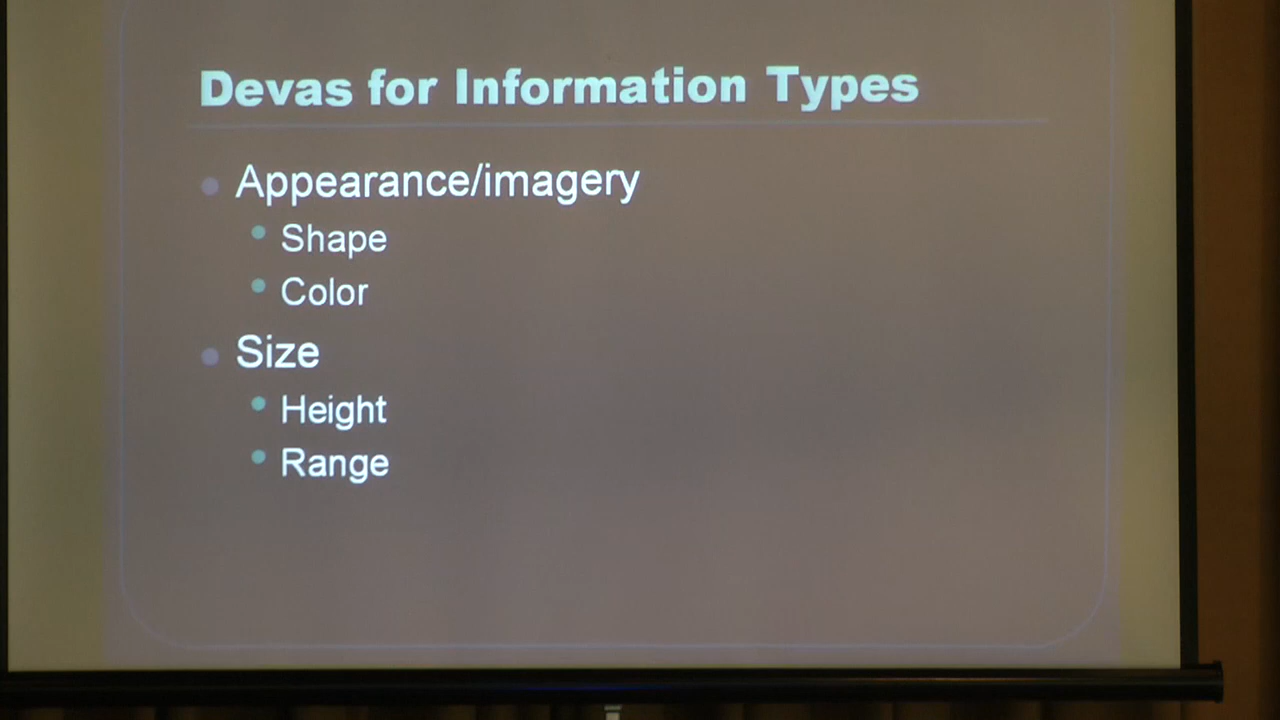 Devas for Information Types
Appearance/imagery
Shape
Color
Size
Height
Range